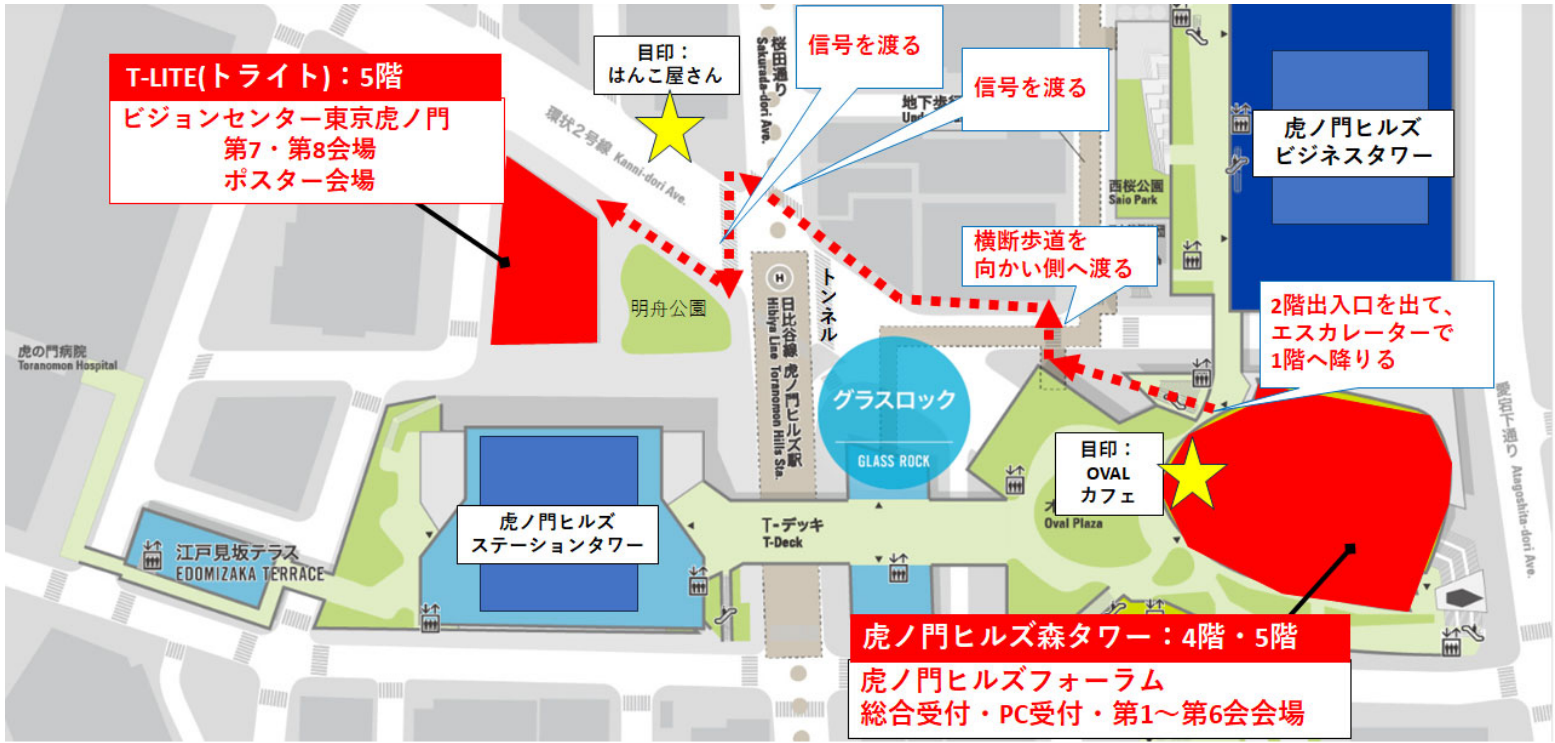 T-LITE(トライト)：5階
ビジョンセンター東京虎ノ門
第7・第8会場
ポスター会場
目印：
はんこ屋さん
桜田通り
Sakurada-dori Ave.
信号を渡る
信号を渡る
地下歩行
Und
環状2号線 Kannai-dori Ave.
虎ノ門ヒルズ
ビジネスタワー
西桜公園
Saio Park
横断歩道を
向かい側へ渡る
2階出入口を出て、
エスカレーターで
1階へ降りる
明舟公園
H
日比谷線 虎ノ門ヒルズ駅
Hibiya Line Toranomon Hills Sta.
トンネル
虎の門病院
Toranomon Hospital
グラスロック
GLASS ROCK
愛宕下通り Atagoshita-dori Ave.
目印：
OVAL
カフェ
Oval Plaza
虎ノ門ヒルズ
ステーションタワー
T-デッキ
T-Deck
江戸見坂テラス
EDOMIZAKA TERRACE
虎ノ門ヒルズ森タワー：4階・5階
虎ノ門ヒルズフォーラム
総合受付・PC受付・第1～第6会会場